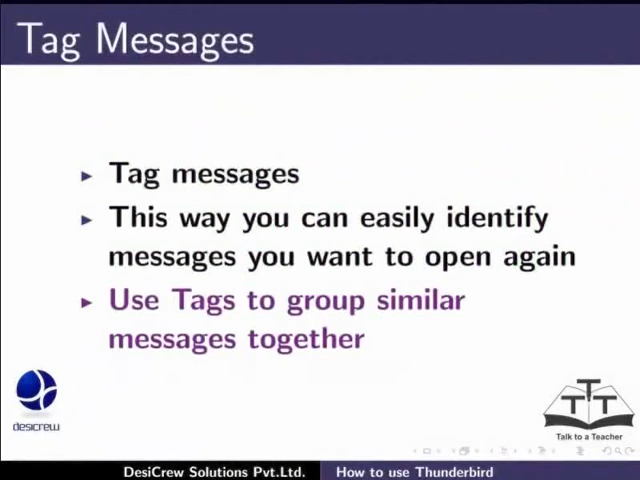 Tag Messages
Tag messages
This way you can easily identify
messages you want to open again
Use Tags to group similar
messages together
desicrew
T
T T
Talk to a Teacher
DesiCrew Solutions Pvt.Ltd. How to use Thunderbird